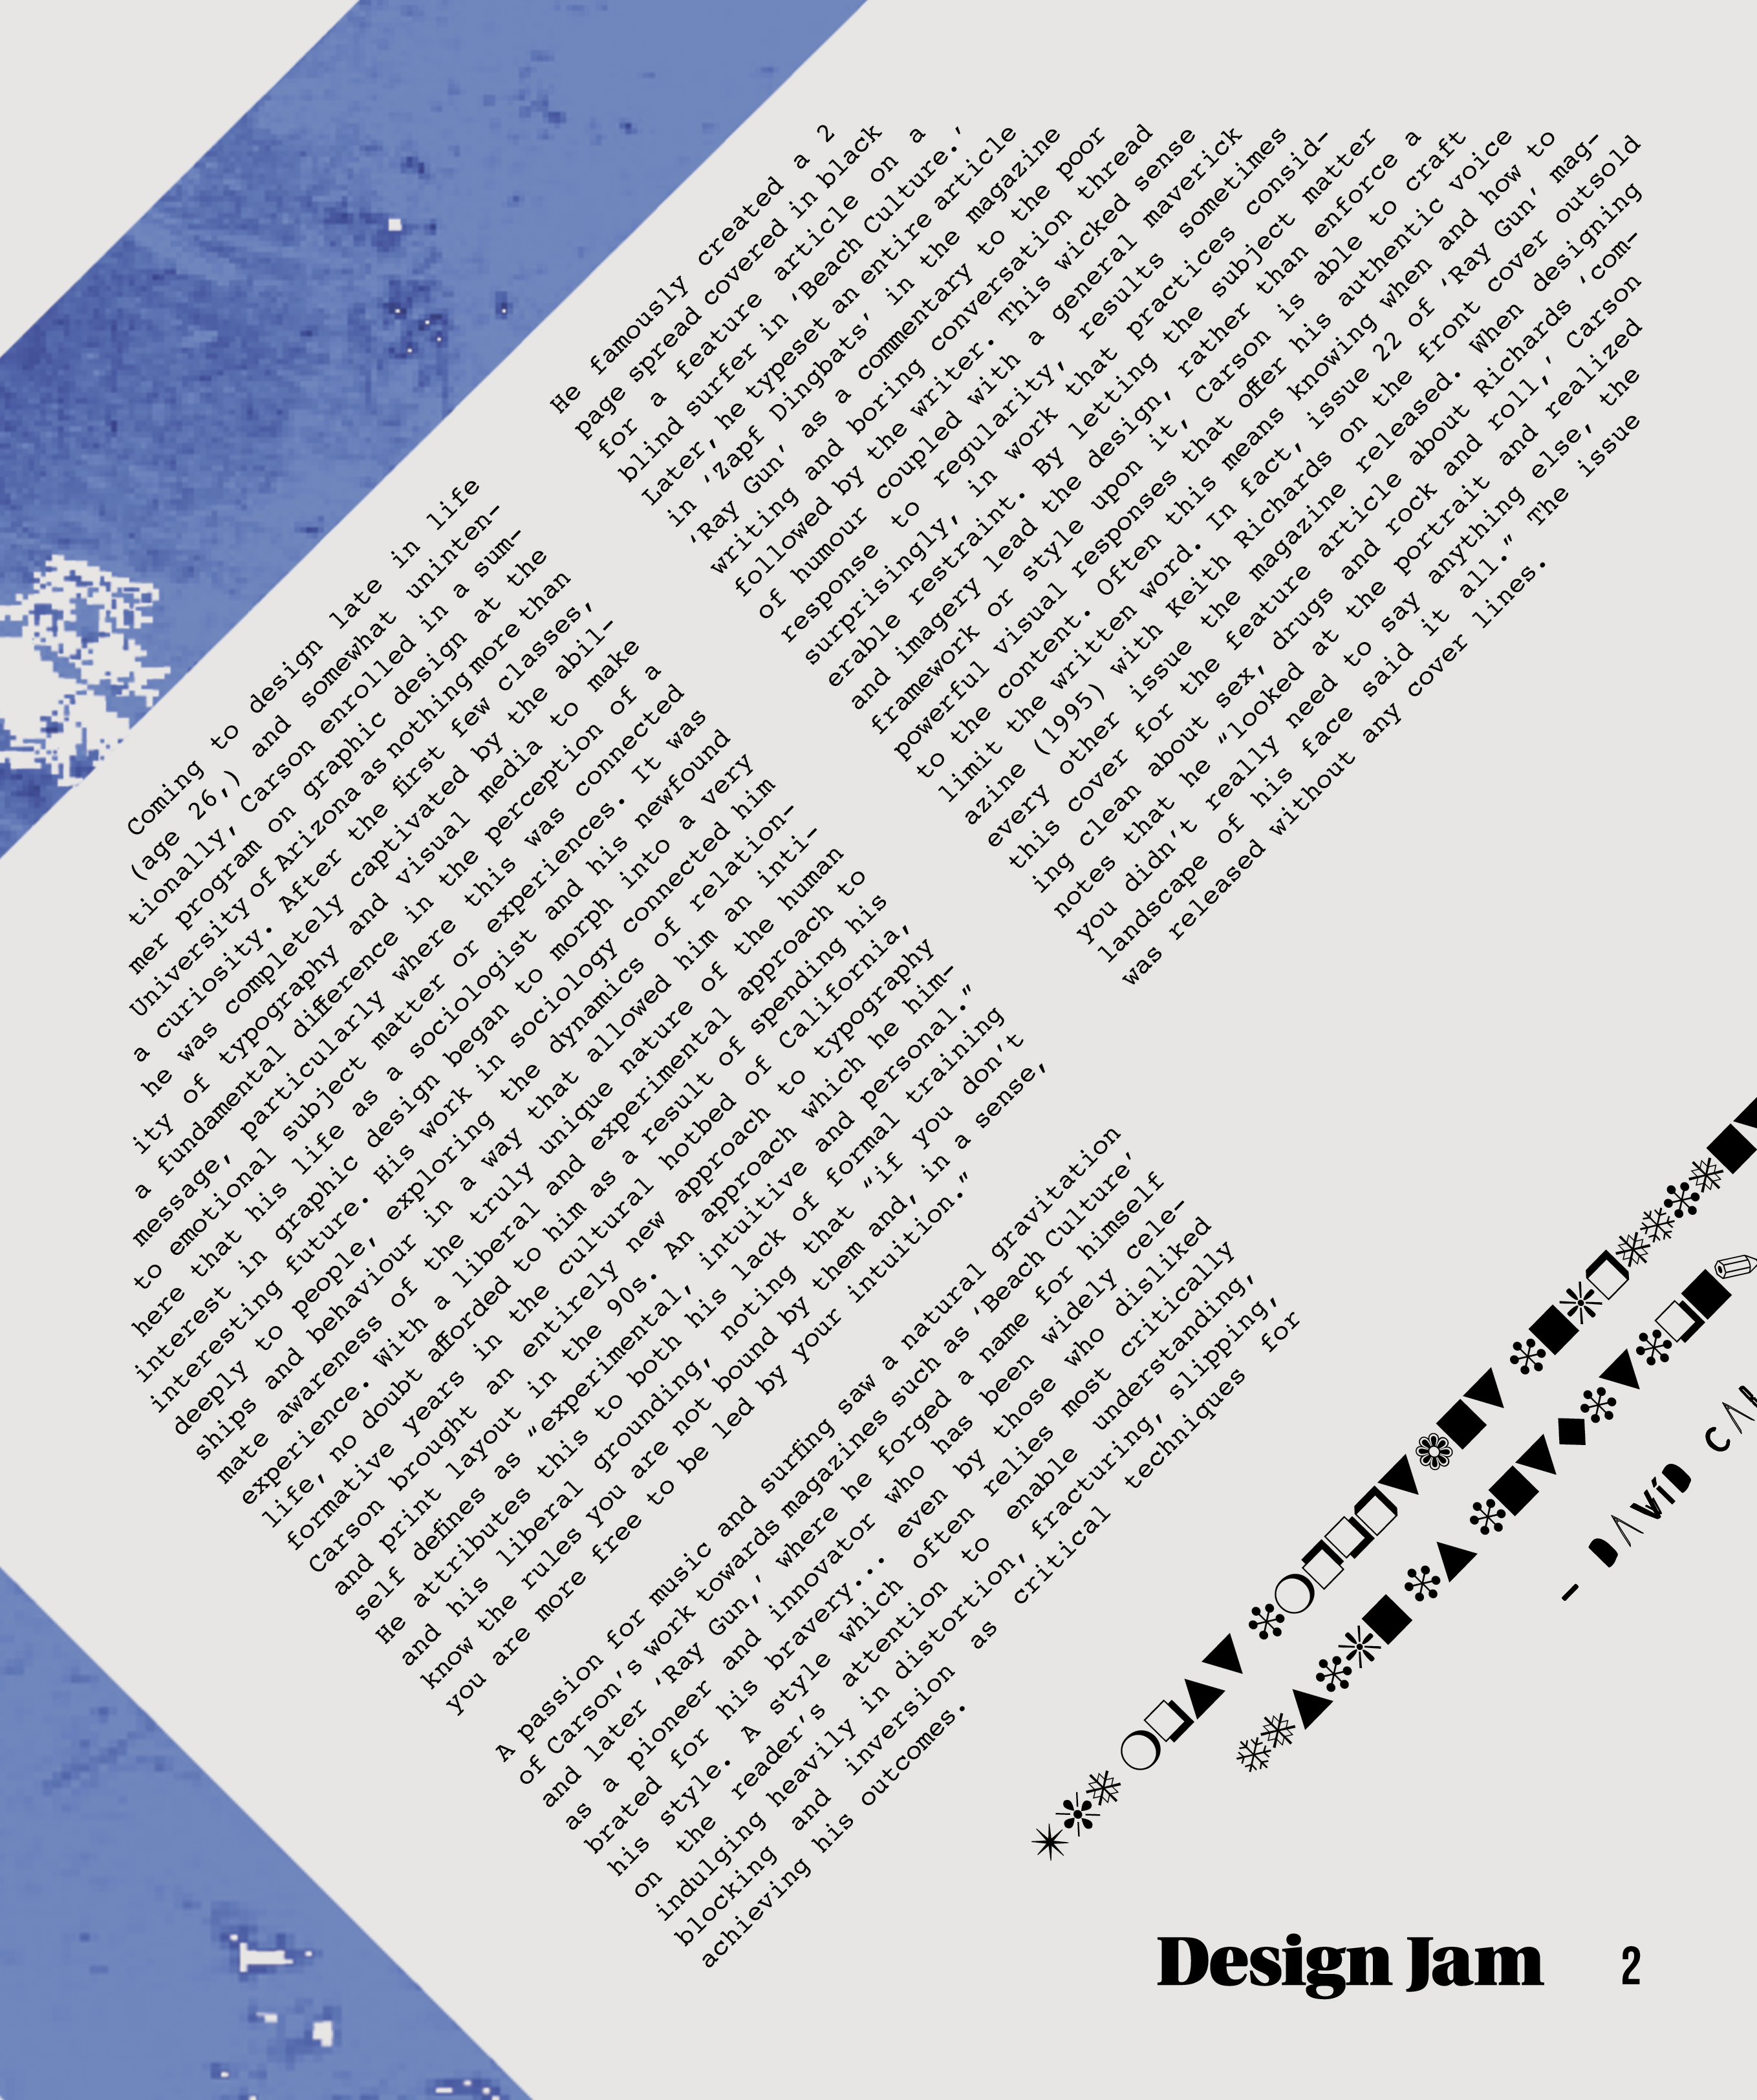 Coming to design late in life
(age 26,) and somewhat uninten-
tionally, Carson enrolled in a sum-
mer program on graphic design at the
University of Arizona as nothing more than
a curiosity. After the first few classes,
he was completely captivated by the abil-
ity of typography and visual media to make
a fundamental difference in the perception of a
message, particularly where this was connected
to emotional subject matter or experiences. It was
here that his life as a sociologist and his newfound
interest in graphic design began to morph into a very
interesting future. His work in sociology connected him
deeply to people, exploring the dynamics of relation-
ships and behaviour in a way that allowed him an inti-
mate awareness of the truly unique nature of the human
experience. With a liberal and experimental approach to
life, no doubt afforded to him as a result of spending his
formative years in the cultural hotbed of California,
Carson brought an entirely new approach to typography
and print layout in the 90s. An approach which he him-
self defines as "experimental, intuitive and personal."
He attributes this to both his lack of formal training
and his liberal grounding, noting that "if you don't
know the rules you are not bound by them and, in a sense,
you are more free to be led by your intuition."
A passion for music and surfing saw a natural gravitation
of Carson's work towards magazines such as 'Beach Culture'
and later 'Ray Gun,' where he forged a name for himself
as a pioneer and innovator who has been widely cele-
brated for his bravery... even by those who disliked
his style. A style which often relies most critically
on the reader's attention to enable understanding,
indulging heavily in distortion, fracturing, slipping,
blocking and inversion as critical techniques for
achieving his outcomes.
He famously created a 2
page spread covered in black
for a feature article on a
blind surfer in 'Beach Culture.'
Later, he typeset an entire article
in 'Zapf Dingbats' in the magazine
'Ray Gun' as a commentary to the poor
writing and boring conversation thread
followed by the writer. This wicked sense
of humour coupled with a general maverick
response to regularity, results sometimes
surprisingly, in work that practices consid-
erable restraint. By letting the subject matter
and imagery lead the design, rather than enforce a
framework or style upon it, Carson is able to craft
powerful visual responses that offer his authentic voice
to the content. Often this means knowing when and how to
limit the written word. In fact, issue 22 of 'Ray Gun' mag-
azine (1995) with Keith Richards on the front cover outsold
every other issue the magazine released. When designing
this cover for the feature article about Richards 'com-
ing clean about sex, drugs and rock and roll,' Carson
notes that he "looked at the portrait and realized
you didn't really need to say anything else, the
landscape of his face said it all." The issue
was released without any cover lines.
✴❈❅ ❍❏▲▼ ❉❍❐❏❒▼❁■▼ ❉■❇❒❅❄❉❅■▼
❄❅▲❉❇■ ❉▲ ❉■▼◆❉▼❉❏■✎
- DAViD
Design Jam 2